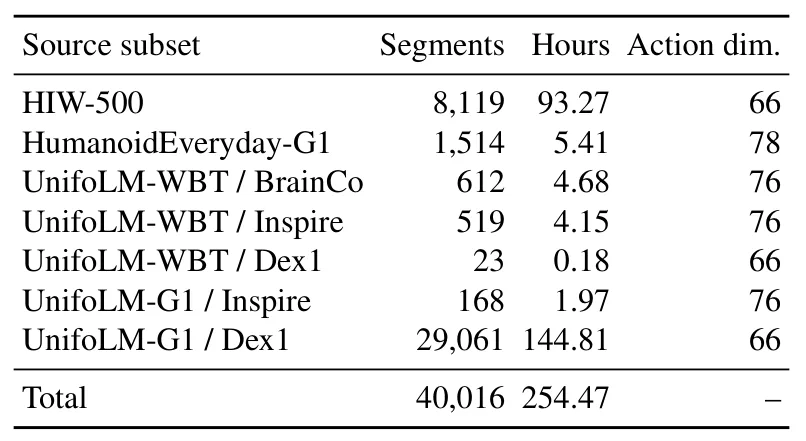 Source subset Segments Hours Action dim.
HIW-500 8,119 93.27 66
HumanoidEveryday-G1 1,514 5.41 78
UnifoLM-WBT / BrainCo 612 4.68 76
UnifoLM-WBT / Inspire 519 4.15 76
UnifoLM-WBT / Dex1 23 0.18 66
UnifoLM-G1 / Inspire 168 1.97 76
UnifoLM-G1 / Dex1 29,061 144.81 66
Total 40,016 254.47 –